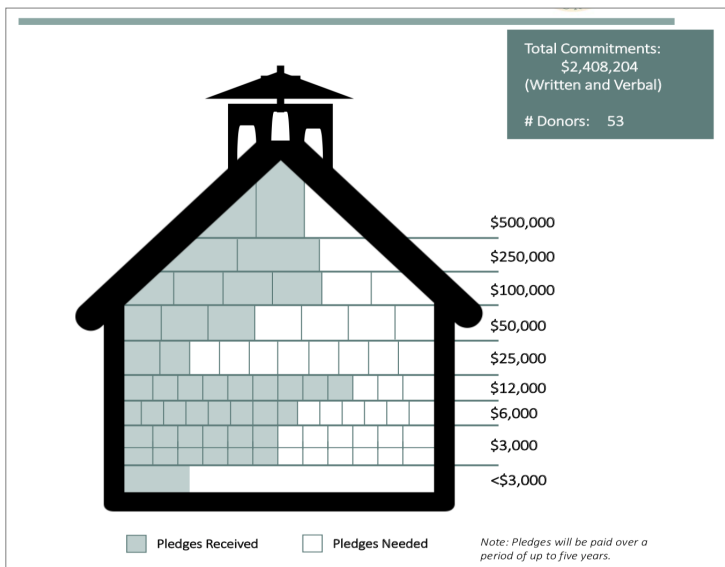 Total Commitments:
$2,408,204
(Written and Verbal)
# Donors: 53
$500,000
$250,000
$100,000
$50,000
$25,000
$12,000
$6,000
$3,000
<$3,000
Pledges Received
Pledges Needed
Note: Pledges will be paid over a
period of up to five years.